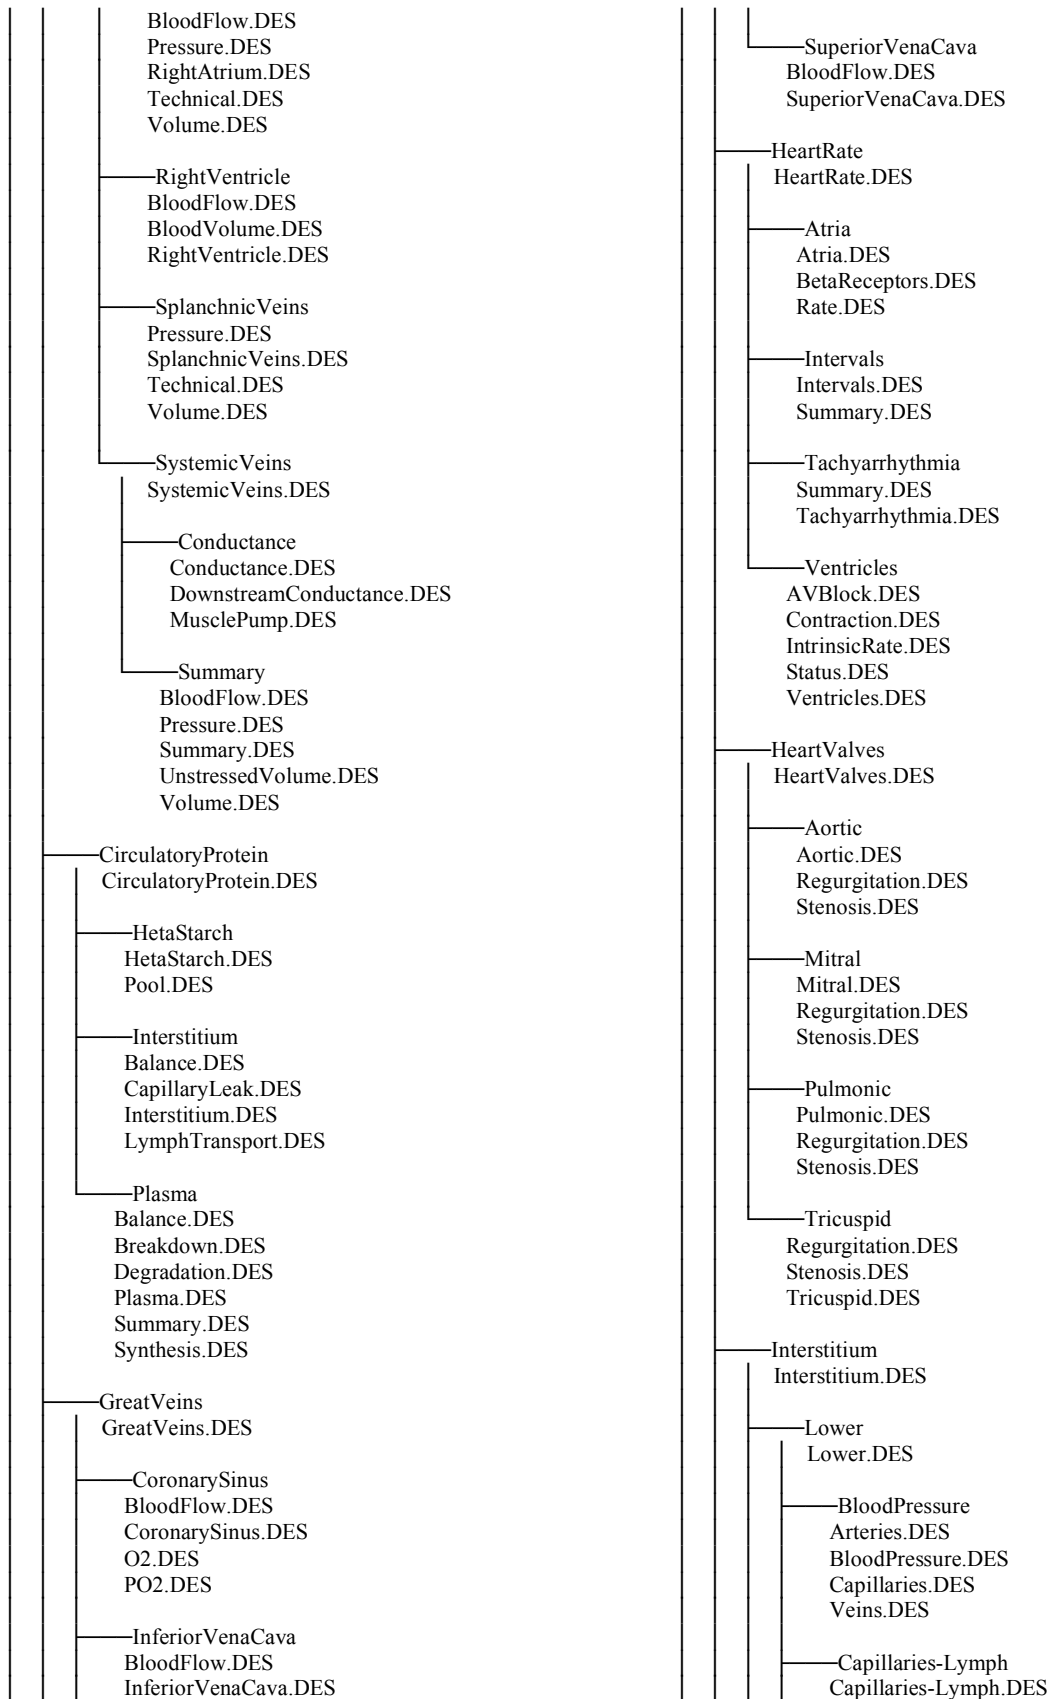 BloodFlow.DES
Pressure.DES
RightAtrium.DES
Technical.DES
Volume.DES
RightVentricle
BloodFlow.DES
BloodVolume.DES
RightVentricle.DES
SplanchnicVeins
Pressure.DES
SplanchnicVeins.DES
Technical.DES
Volume.DES
SystemicVeins
SystemicVeins.DES
Conductance
Conductance.DES
DownstreamConductance.DES
MusclePump.DES
Summary
BloodFlow.DES
Pressure.DES
Summary.DES
UnstressedVolume.DES
Volume.DES
CirculatoryProtein
CirculatoryProtein.DES
HetaStarch
HetaStarch.DES
Pool.DES
Interstitium
Balance.DES
CapillaryLeak.DES
Interstitium.DES
LymphTransport.DES
Plasma
Balance.DES
Breakdown.DES
Degradation.DES
Plasma.DES
Summary.DES
Synthesis.DES
GreatVeins
GreatVeins.DES
CoronarySinus
BloodFlow.DES
CoronarySinus.DES
O2.DES
PO2.DES
InferiorVenaCava
BloodFlow.DES
InferiorVenaCava.DES
SuperiorVenaCava
BloodFlow.DES
SuperiorVenaCava.DES
HeartRate
HeartRate.DES
Atria
Atria.DES
BetaReceptors.DES
Rate.DES
Intervals
Intervals.DES
Summary.DES
Tachyarrhythmia
Summary.DES
Tachyarrhythmia.DES
Ventricles
AVBlock.DES
Contraction.DES
IntrinsicRate.DES
Status.DES
Ventricles.DES
HeartValves
HeartValves.DES
Aortic
Aortic.DES
Regurgitation.DES
Stenosis.DES
Mitral
Mitral.DES
Regurgitation.DES
Stenosis.DES
Pulmonic
Pulmonic.DES
Regurgitation.DES
Stenosis.DES
Tricuspid
Regurgitation.DES
Stenosis.DES
Tricuspid.DES
Interstitium
Interstitium.DES
Lower
Lower.DES
BloodPressure
Arteries.DES
BloodPressure.DES
Capillaries.DES
Veins.DES
Capillaries-Lymph
Capillaries-Lymph.DES